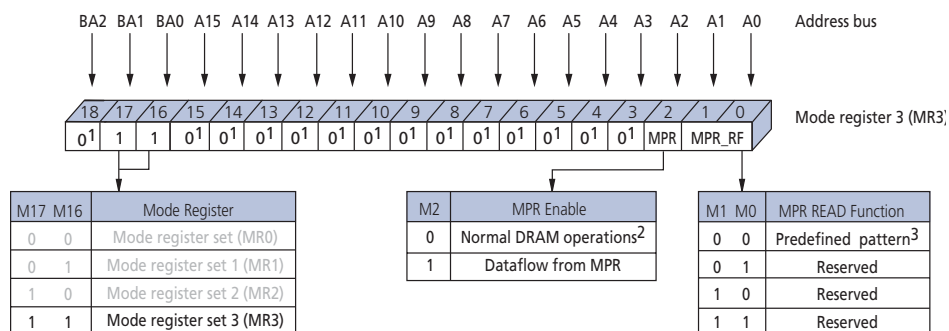 BA2 BA1 BA0 A15 A14 A13 A12 A11 A10 A9 A8 A7 A6 A5 A4 A3 A2 A1 A0 Address bus
18 17 16 15 14 13 12 11 10 9 8 7 6 5 4 3 2 1 0
Mode register 3 (MR3)
0¹ 1 1 0¹ 0¹ 0¹ 0¹ 0¹ 0¹ 0¹ 0¹ 0¹ 0¹ 0¹ 0¹ 0¹ MPR MPR_RF
M17 M16 Mode Register
0 0 Mode register set (MR0)
0 1 Mode register set 1 (MR1)
1 0 Mode register set 2 (MR2)
1 1 Mode register set 3 (MR3)
M2 MPR Enable
0 Normal DRAM operations²
1 Dataflow from MPR
M1 M0 MPR READ Function
0 0 Predefined pattern³
0 1 Reserved
1 0 Reserved
1 1 Reserved